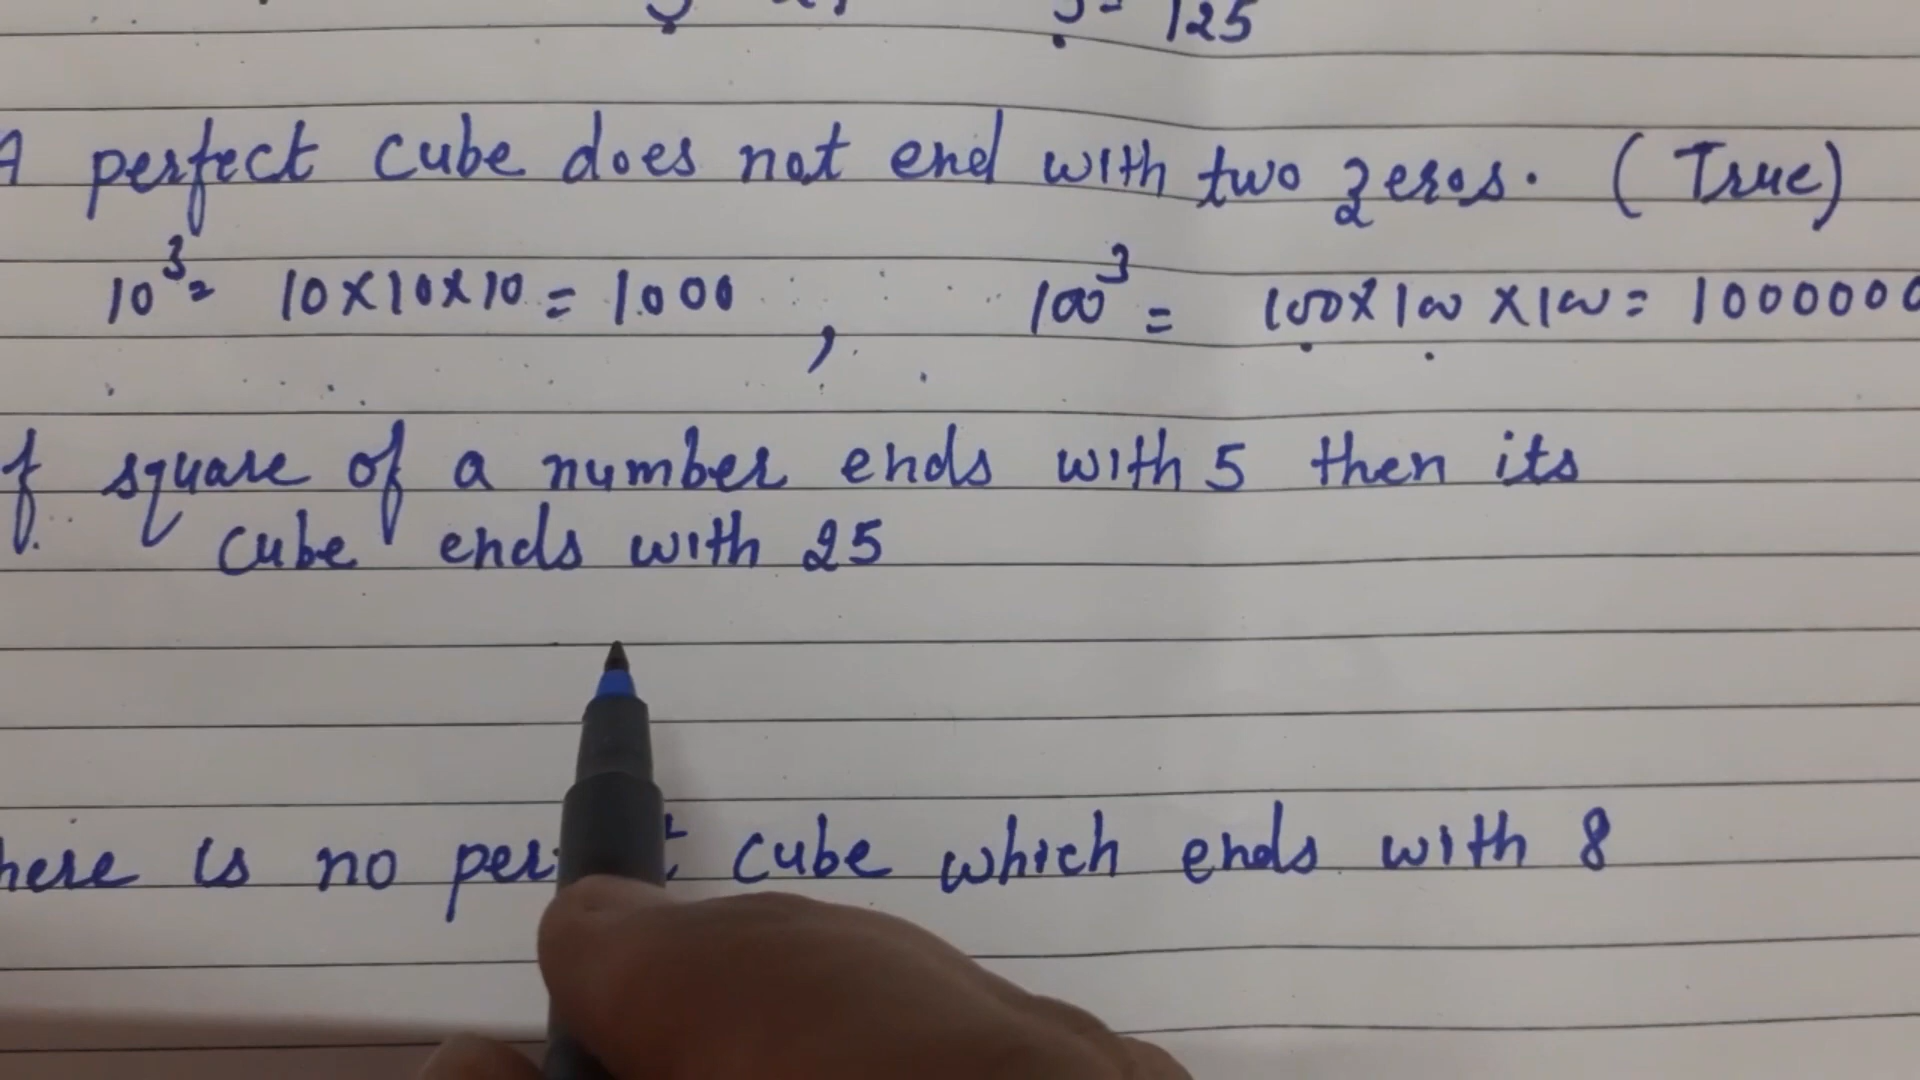 125
A perfect cube does not end with two zeros. (True)
10³= 10×10×10 = 1000 , 100³ = 100×100×100= 1000000
f square of a number ends with 5 then its
cube ends with 25
here is no per t cube which ends with 8